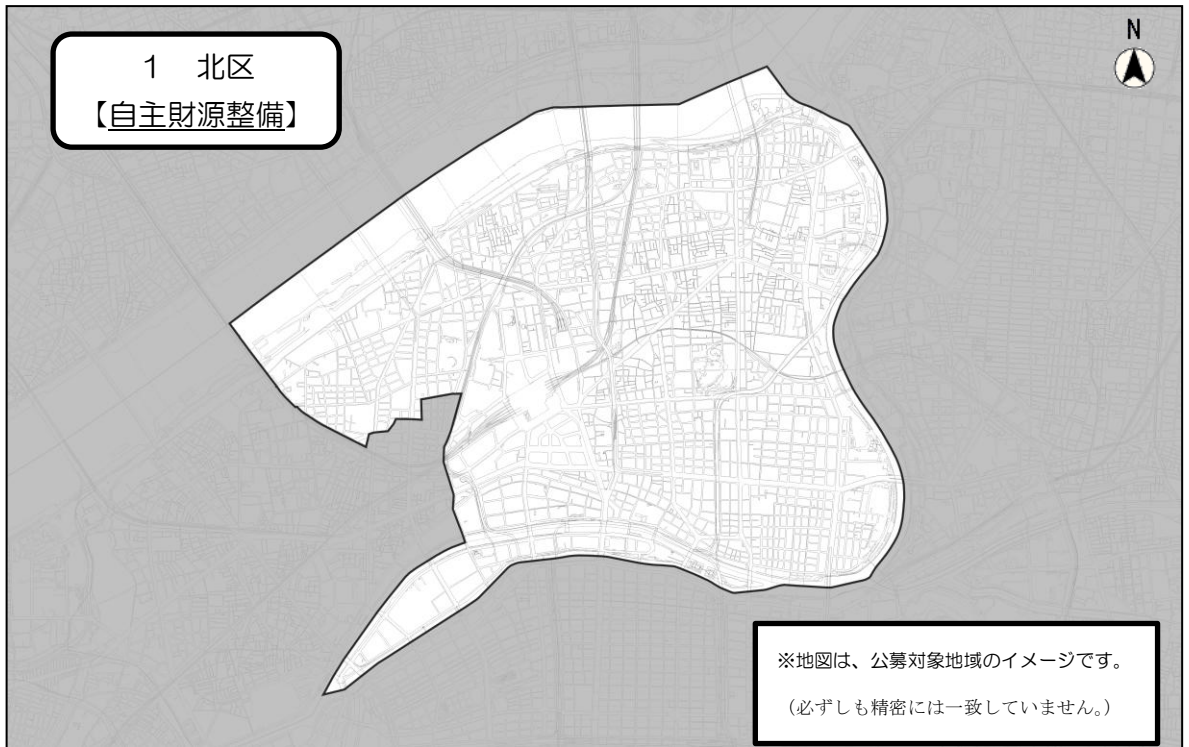 1　北区
【自主財源整備】
N
※地図は、公募対象地域のイメージです。
（必ずしも精密には一致していません。）